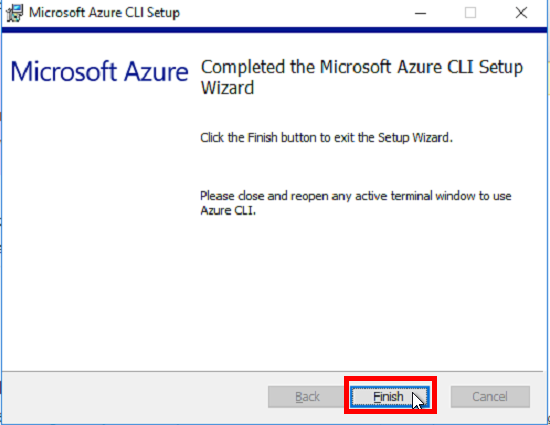 Microsoft Azure CLI Setup
Microsoft Azure
Completed the Microsoft Azure CLI Setup
Wizard
Click the Finish button to exit the Setup Wizard.
Please close and reopen any active terminal window to use
Azure CLI.
Back
Finish
Cancel